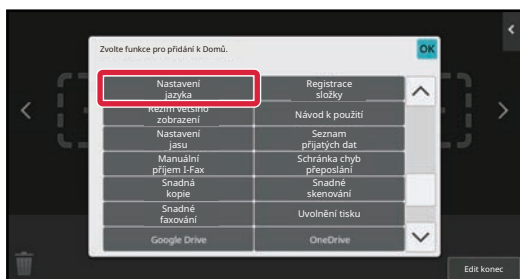 Zvolte funkce pro přidání k Domů.
OK
Nastavení
jazyka
Registrace
složky
Režim většího
zobrazení
Návod k použití
Nastavení
jasu
Seznam
přijatých dat
Manuální
příjem I-Fax
Schránka chyb
přeposlání
Snadná
kopie
Snadné
skenování
Snadné
faxování
Uvolnění tisku
Google Drive
OneDrive
Edit konec